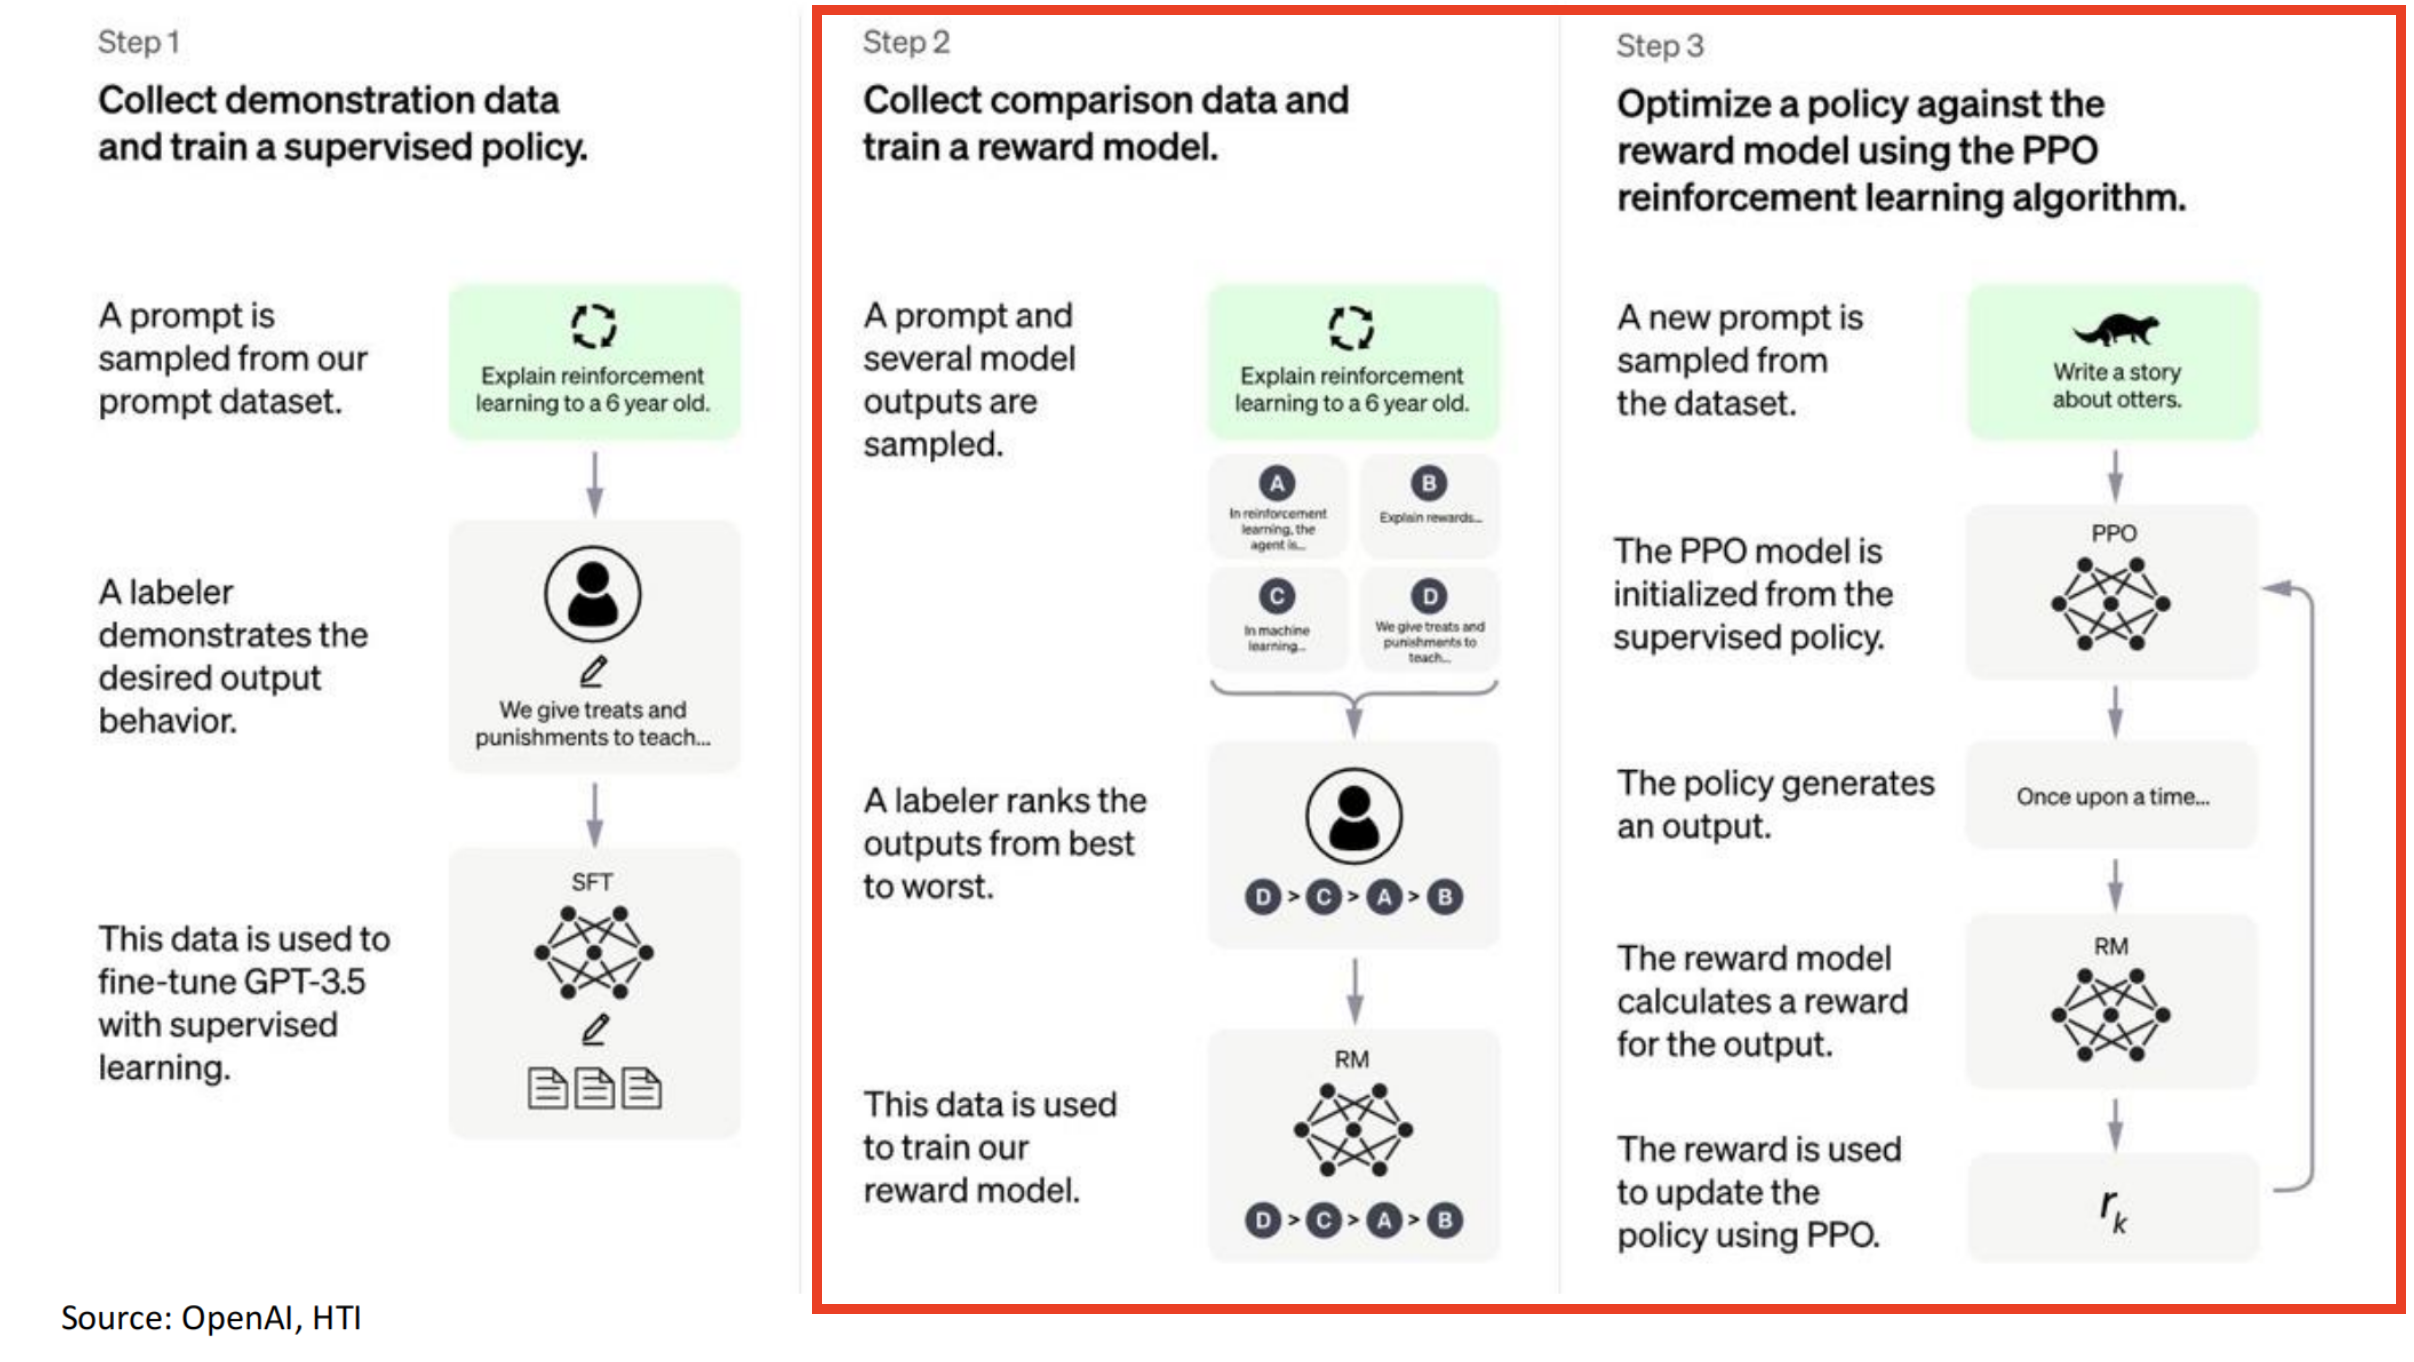 Step 1
Collect demonstration data
and train a supervised policy.
A prompt is
sampled from our
prompt dataset.
Explain reinforcement
learning to a 6 year old.
A labeler
demonstrates the
desired output
behavior.
We give treats and
punishments to teach...
This data is used to
fine-tune GPT-3.5
with supervised
learning.
SFT
Step 2
Collect comparison data and
train a reward model.
A prompt and
several model
outputs are
sampled.
Explain reinforcement
learning to a 6 year old.
A
In reinforcement
learning, the
agent is...
B
Explain rewards...
C
In machine
learning...
D
We give treats and
punishments to
teach...
A labeler ranks the
outputs from best
to worst.
D > C > A > B
This data is used
to train our
reward model.
RM
D > C > A > B
Step 3
Optimize a policy against the
reward model using the PPO
reinforcement learning algorithm.
A new prompt is
sampled from
the dataset.
Write a story
about otters.
The PPO model is
initialized from the
supervised policy.
PPO
The policy generates
an output.
Once upon a time...
The reward model
calculates a reward
for the output.
RM
The reward is used
to update the
policy using PPO.
rk
Source: OpenAI, HTI